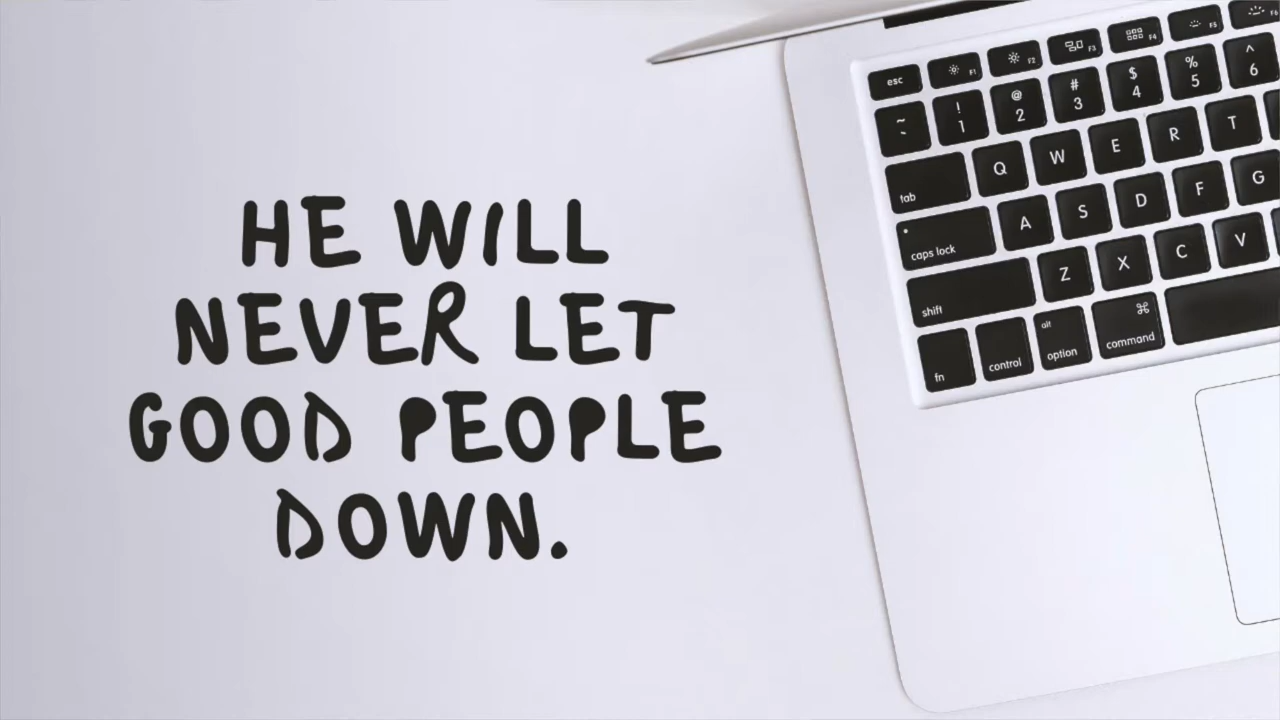 HE WILL
NEVER LET
GOOD PEOPLE
DOWN.
esc F1 F2 F3 F4 F5 F6
~ ! @ # $ % ^
` 1 2 3 4 5 6
tab Q W E R T
caps lock A S D F G
shift Z X C V
alt ⌘
fn control option command